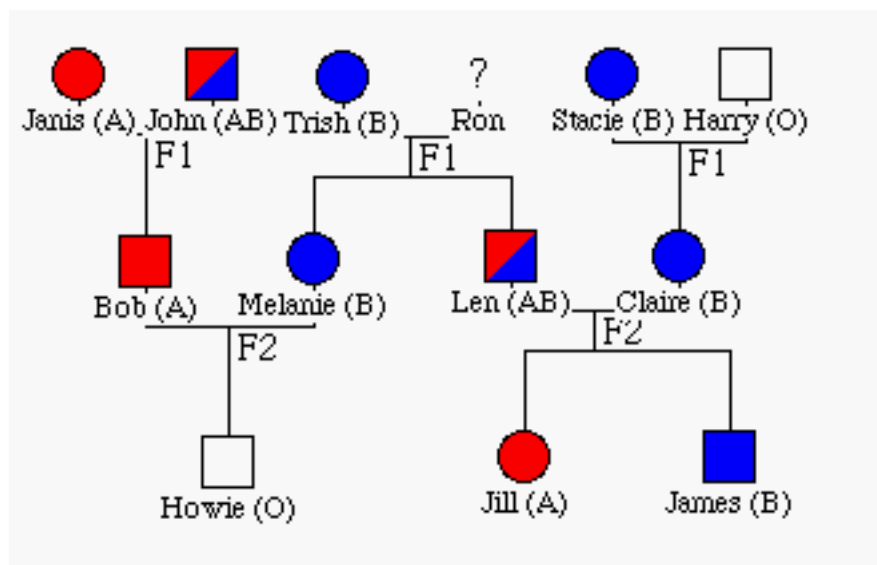 ?
Janis (A) John (AB) Trish (B) Ron Stacie (B) Harry (O)
F1 F1 F1
Bob (A) Melanie (B) Len (AB) Claire (B)
F2 F2
Howie (O) Jill (A) James (B)